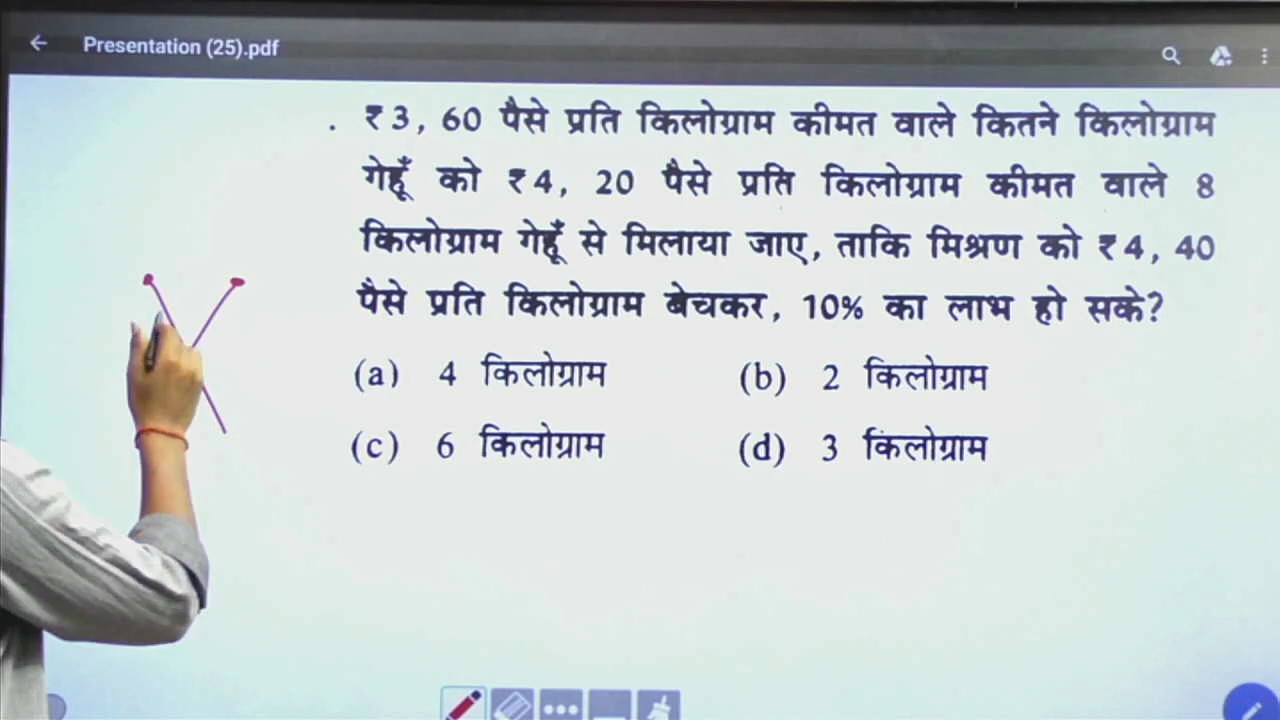 Presentation (25).pdf
. ₹3, 60 पैसे प्रति किलोग्राम कीमत वाले कितने किलोग्राम
गेहूँ को ₹4, 20 पैसे प्रति किलोग्राम कीमत वाले 8
किलोग्राम गेहूँ से मिलाया जाए, ताकि मिश्रण को ₹4, 40
पैसे प्रति किलोग्राम बेचकर, 10% का लाभ हो सके?
(a) 4 किलोग्राम (b) 2 किलोग्राम
(c) 6 किलोग्राम (d) 3 किलोग्राम